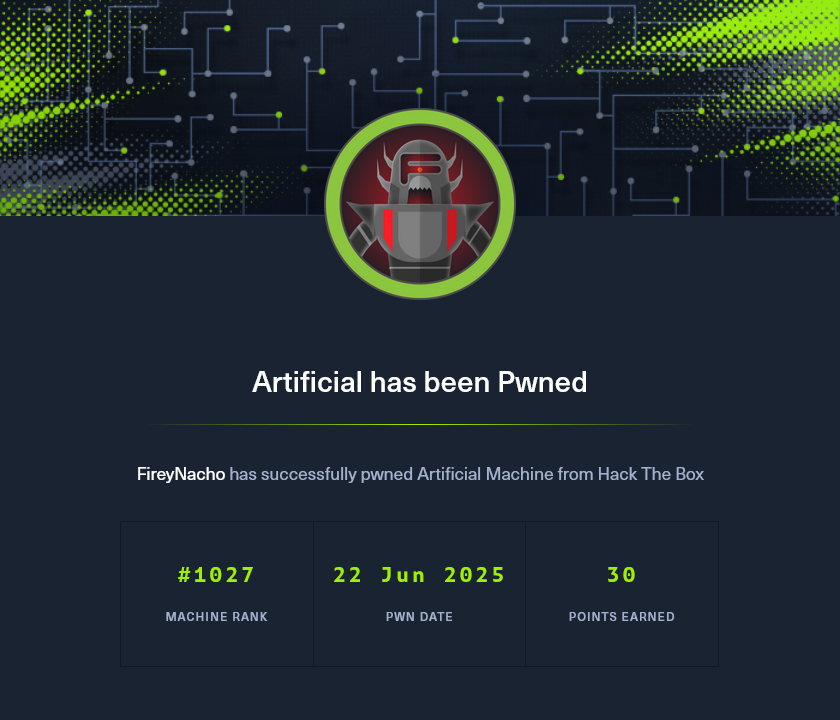 Artificial has been Pwned
FireyNacho has successfully pwned Artificial Machine from Hack The Box
#1027
MACHINE RANK
22 Jun 2025
PWN DATE
30
POINTS EARNED